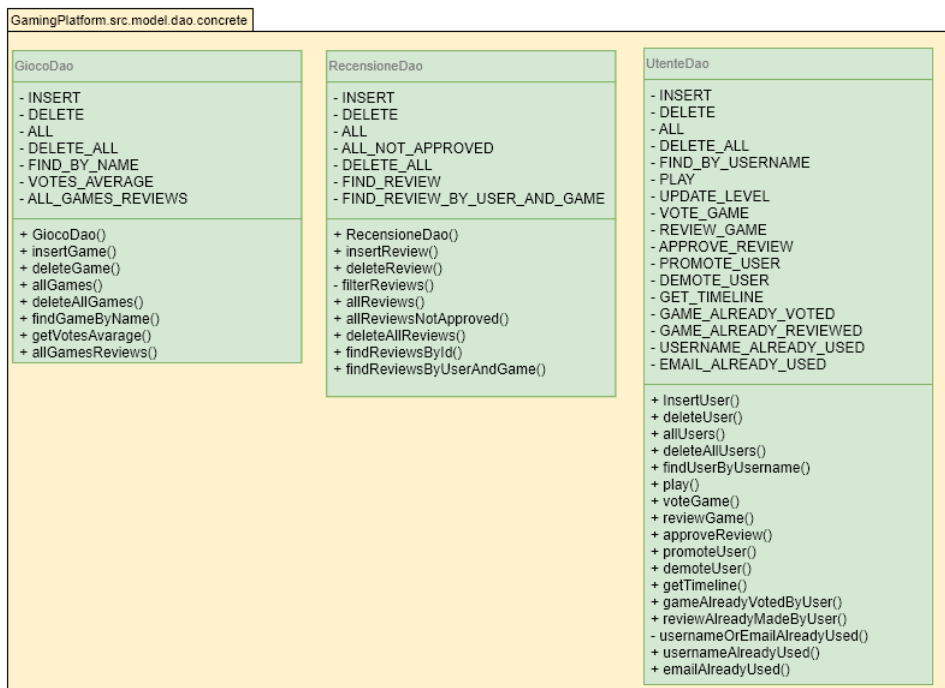 GamingPlatform.src.model.dao.concrete
GiocoDao
- INSERT
- DELETE
- ALL
- DELETE_ALL
- FIND_BY_NAME
- VOTES_AVERAGE
- ALL_GAMES_REVIEWS
+ GiocoDao()
+ insertGame()
+ deleteGame()
+ allGames()
+ deleteAllGames()
+ findGameByName()
+ getVotesAvarage()
+ allGamesReviews()
RecensioneDao
- INSERT
- DELETE
- ALL
- ALL_NOT_APPROVED
- DELETE_ALL
- FIND_REVIEW
- FIND_REVIEW_BY_USER_AND_GAME
+ RecensioneDao()
+ insertReview()
+ deleteReview()
- filterReviews()
+ allReviews()
+ allReviewsNotApproved()
+ deleteAllReviews()
+ findReviewsById()
+ findReviewsByUserAndGame()
UtenteDao
- INSERT
- DELETE
- ALL
- DELETE_ALL
- FIND_BY_USERNAME
- PLAY
- UPDATE_LEVEL
- VOTE_GAME
- REVIEW_GAME
- APPROVE_REVIEW
- PROMOTE_USER
- DEMOTE_USER
- GET_TIMELINE
- GAME_ALREADY_VOTED
- GAME_ALREADY_REVIEWED
- USERNAME_ALREADY_USED
- EMAIL_ALREADY_USED
+ InsertUser()
+ deleteUser()
+ allUsers()
+ deleteAllUsers()
+ findUserByUsername()
+ play()
+ voteGame()
+ reviewGame()
+ approveReview()
+ promoteUser()
+ demoteUser()
+ getTimeline()
+ gameAlreadyVotedByUser()
+ reviewAlreadyMadeByUser()
- usernameOrEmailAlreadyUsed()
+ usernameAlreadyUsed()
+ emailAlreadyUsed()